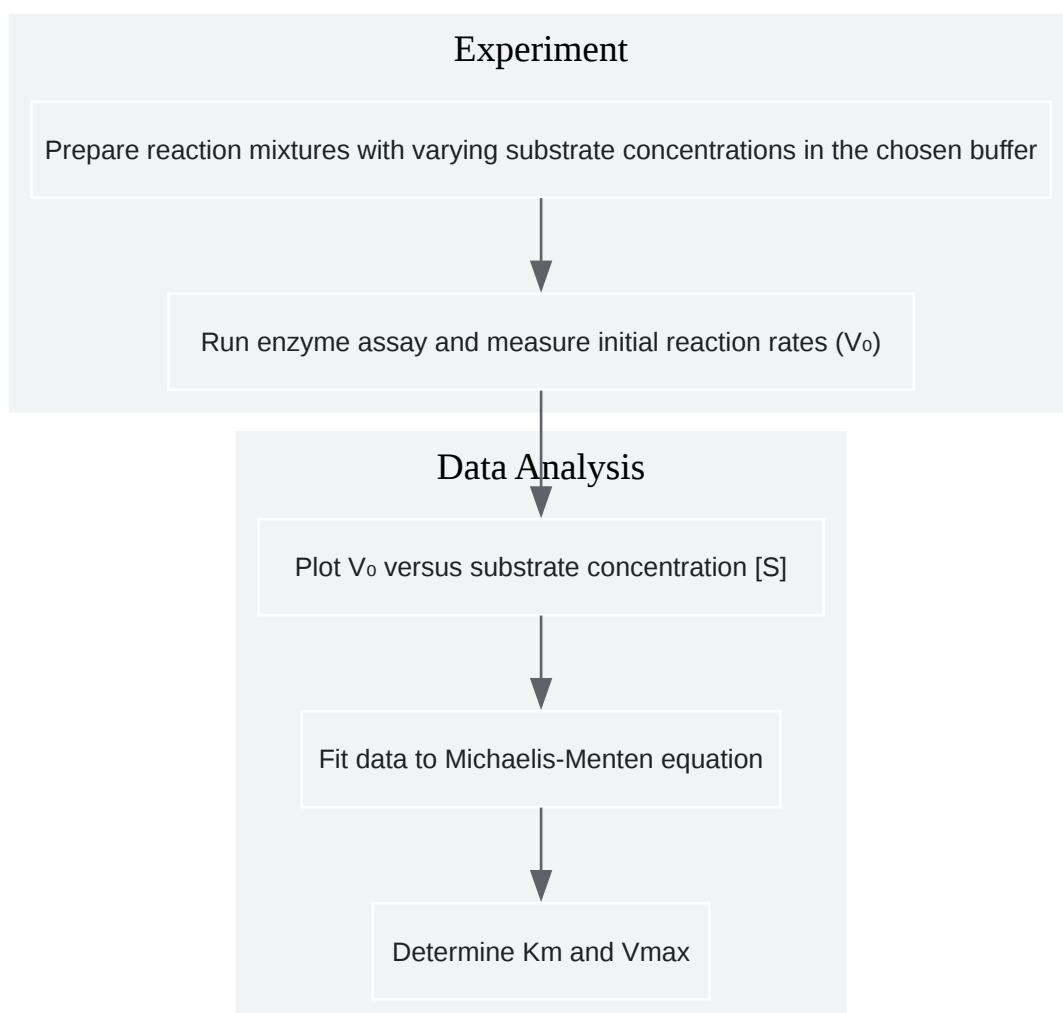 Experiment
Prepare reaction mixtures with varying substrate concentrations in the chosen buffer
Run enzyme assay and measure initial reaction rates (V₀)
Data Analysis
Plot V₀ versus substrate concentration [S]
Fit data to Michaelis-Menten equation
Determine Km and Vmax